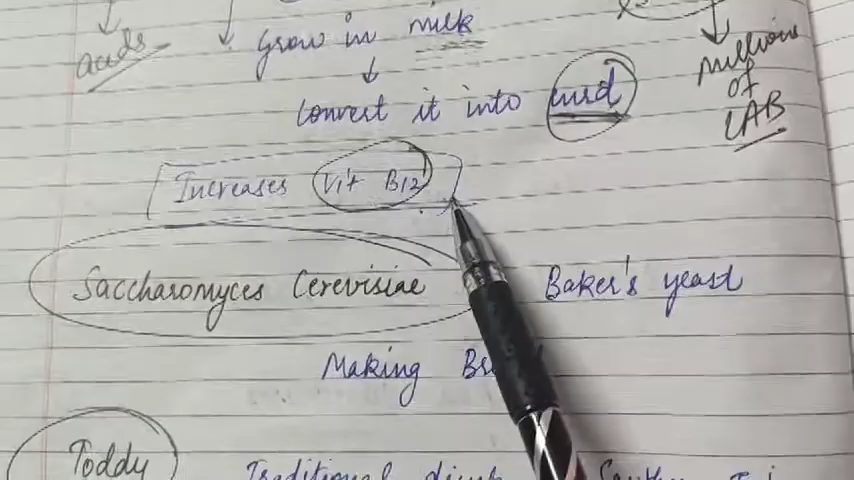 acids
grow in milk
convert it into curd
millions
of
LAB
Increases Vit B12
Saccharomyces Cerevisiae Baker's yeast
Making
Toddy Traditional drink